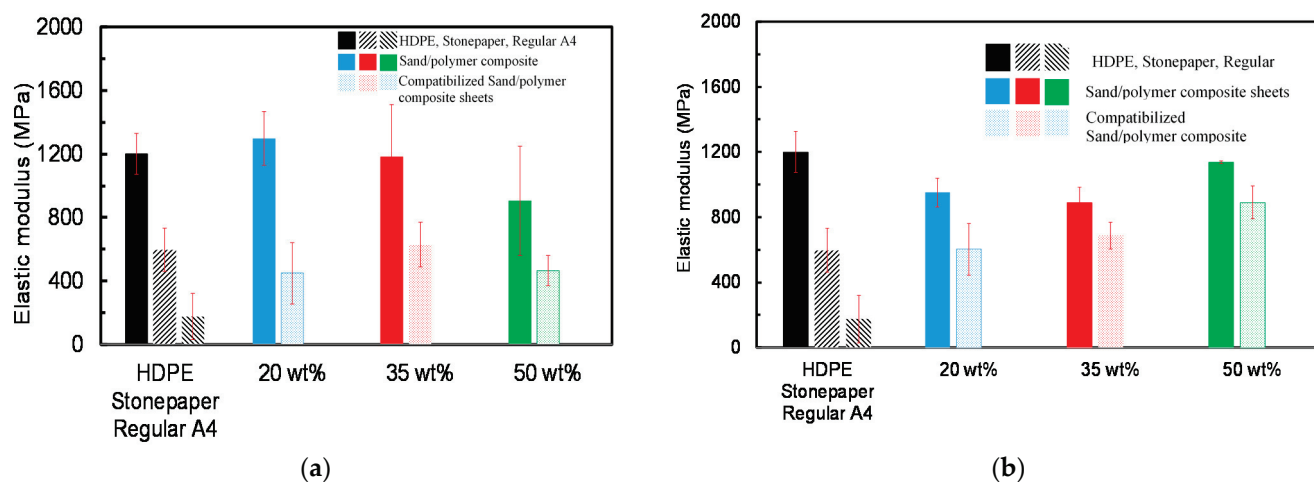 2000
1600
1200
800
400
0
Elastic modulus (MPa)
HDPE, Stonepaper, Regular A4
Sand/polymer composite
Compatibilized Sand/polymer
composite sheets
HDPE
Stonepaper
Regular A4
20 wt%
35 wt%
50 wt%
(a)
2000
1600
1200
800
400
0
Elastic modulus (MPa)
HDPE, Stonepaper, Regular
Sand/polymer composite sheets
Compatibilized
Sand/polymer composite
HDPE
Stonepaper
Regular A4
20 wt%
35 wt%
50 wt%
(b)